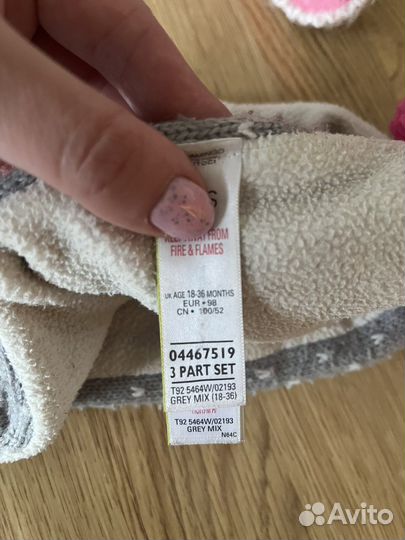 KEEP AWAY FROM
FIRE & FLAMES
UK AGE 18-36 MONTHS
EUR • 98
CN • 100/52
04467519
3 PART SET
T92 5464W/02193
GREY MIX (18-36)
T92 5464W/02193
GREY MIX
N64C
Avito